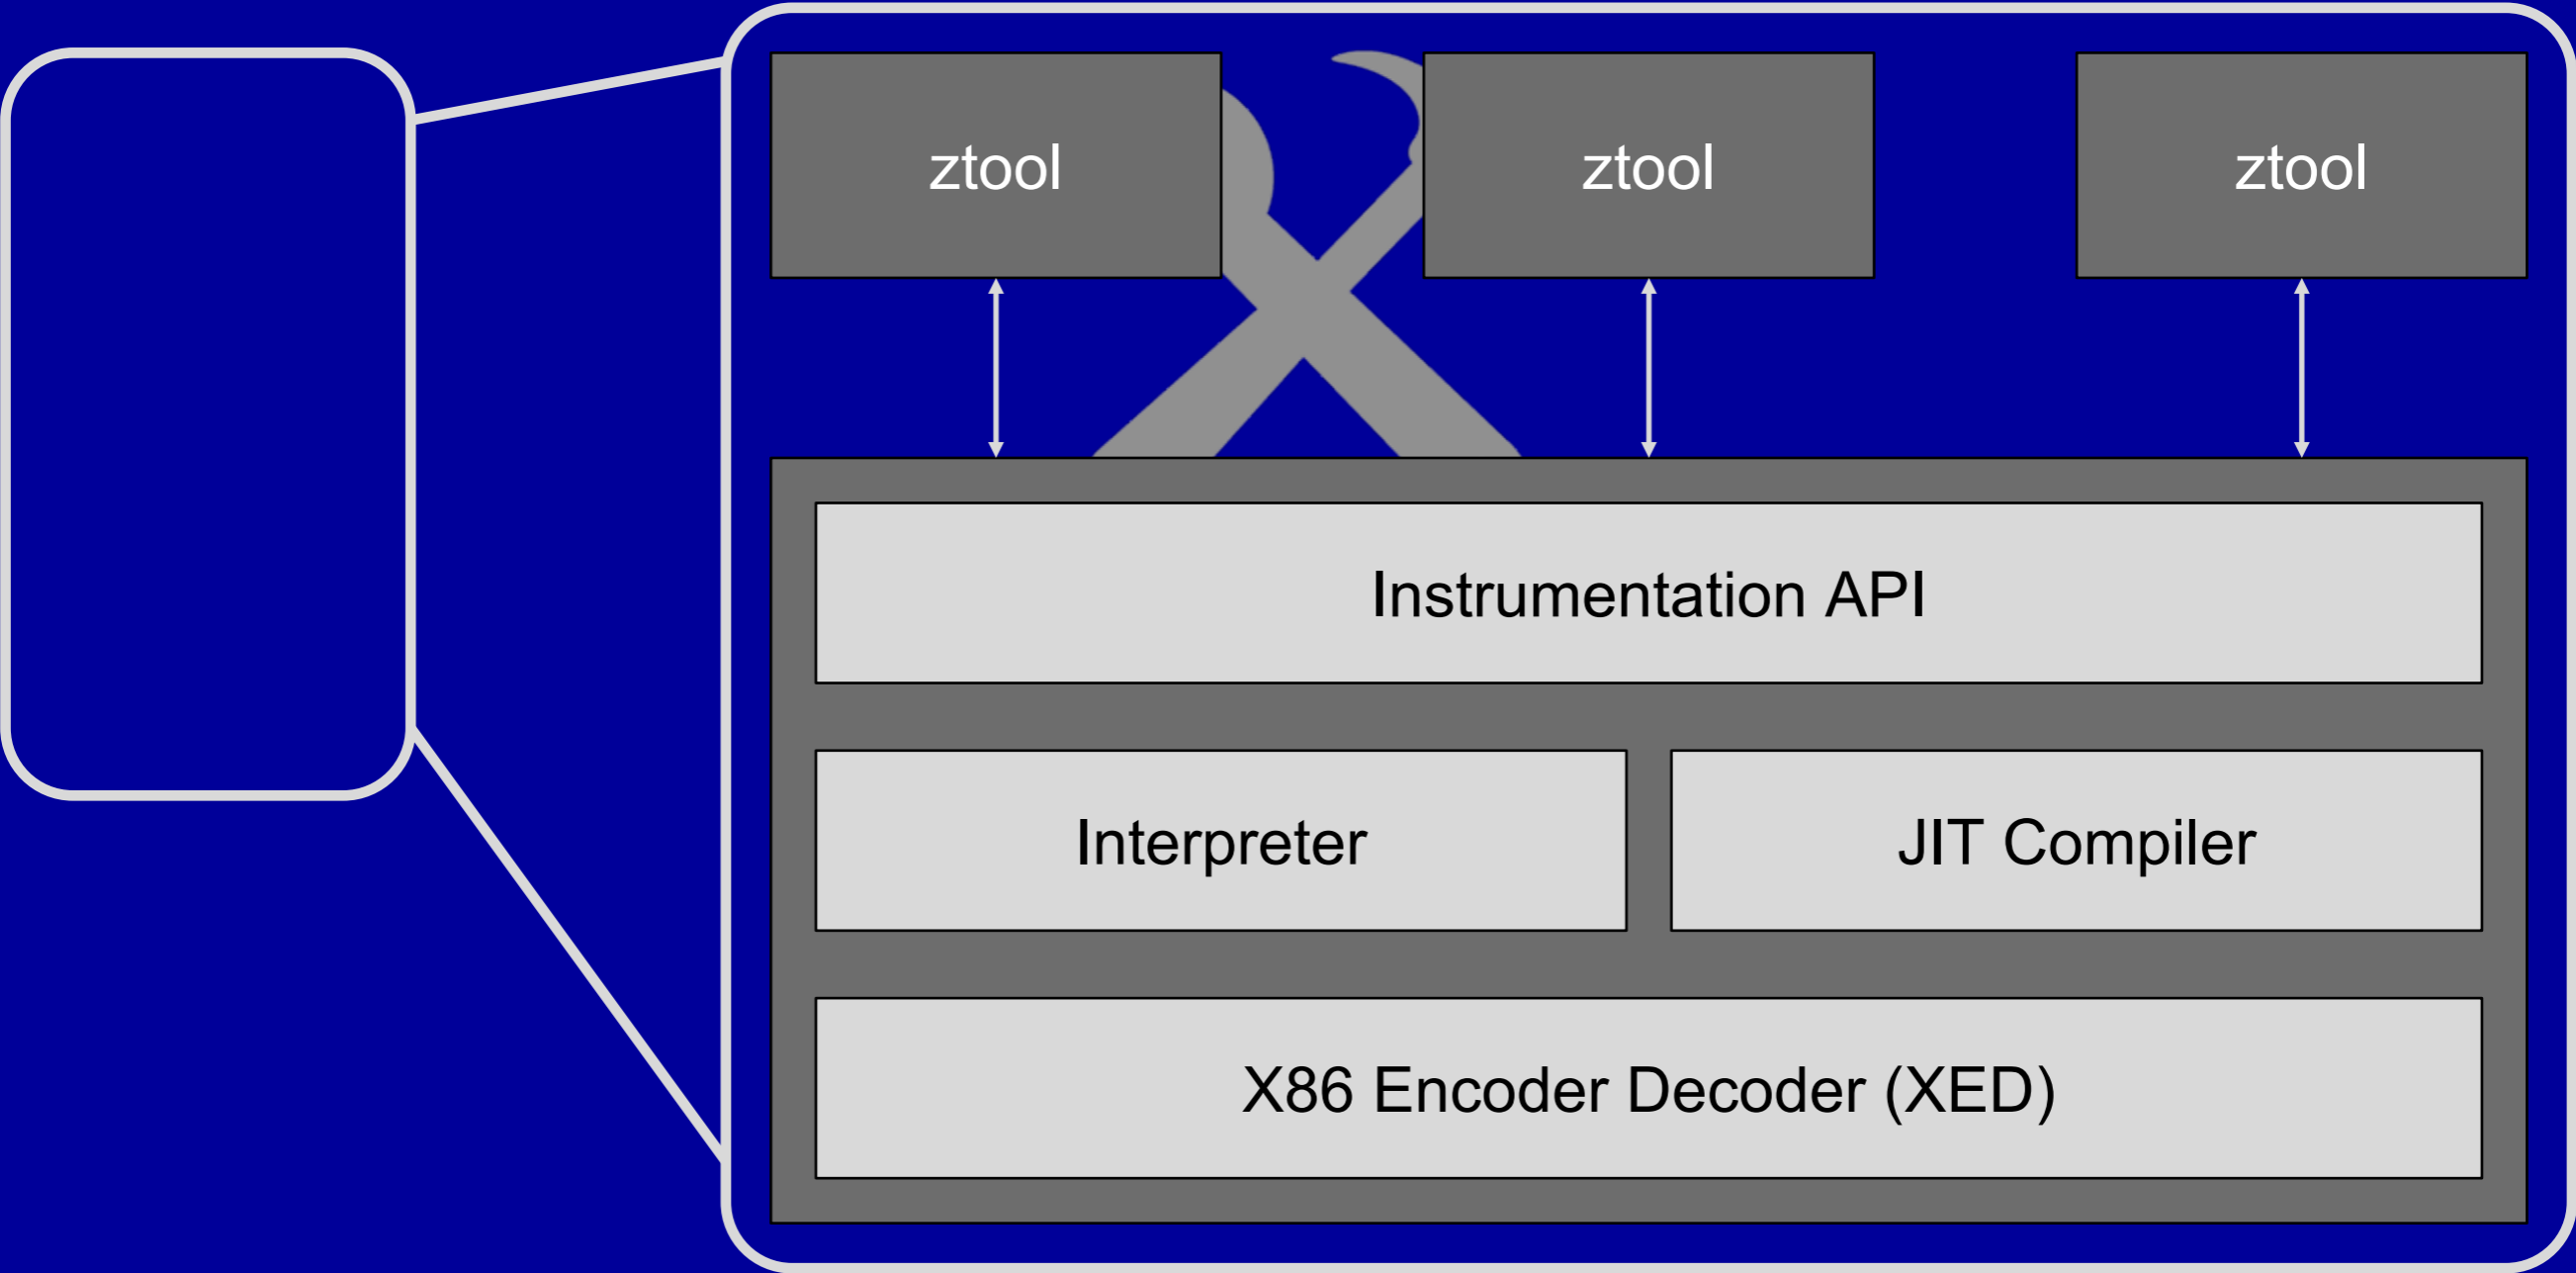 ztool
ztool
ztool
Instrumentation API
Interpreter
JIT Compiler
X86 Encoder Decoder (XED)